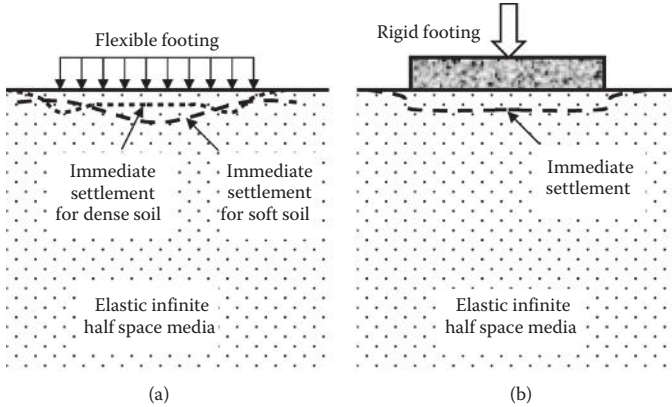 Flexible footing
Immediate
settlement
for dense soil
Immediate
settlement
for soft soil
Elastic infinite
half space media
(a)
Rigid footing
Immediate
settlement
Elastic infinite
half space media
(b)